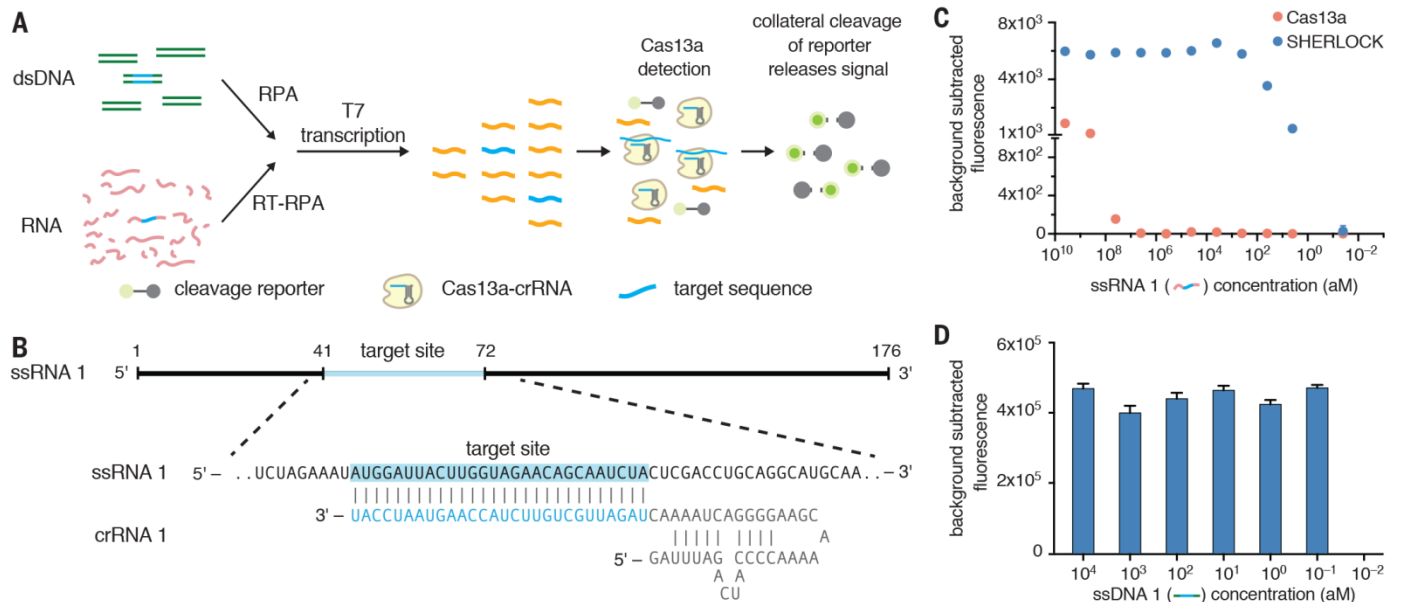 A
dsDNA
RPA
T7
transcription
Cas13a
detection
collateral cleavage
of reporter
releases signal
RNA
RT-RPA
cleavage reporter
Cas13a-crRNA
target sequence
B
1
41
target site
72
176
ssRNA 1
5'
3'
target site
ssRNA 1
5' – ..UCUAGAAAUAUGGAUUACUUGGUAGAACAGCAAUCUACUCGACCUGCAGGCAUGCAA..– 3'
3' – UACCUAAUGAACCAUCUUGUCGUUAGAUCAAAAUCAGGGGAAGC
crRNA 1
A
5' – GAUUUAG CCCCAAAA
A A
CU
C
Cas13a
SHERLOCK
background subtracted
fluorescence
8x10³
4x10³
1x10³
8x10²
4x10²
0
10¹⁰
10⁸
10⁶
10⁴
10²
10⁰
10⁻²
ssRNA 1 ( ) concentration (aM)
D
background subtracted
fluorescence
6x10⁵
4x10⁵
2x10⁵
0
10⁴
10³
10²
10¹
10⁰
10⁻¹
10⁻²
ssDNA 1 ( ) concentration (aM)